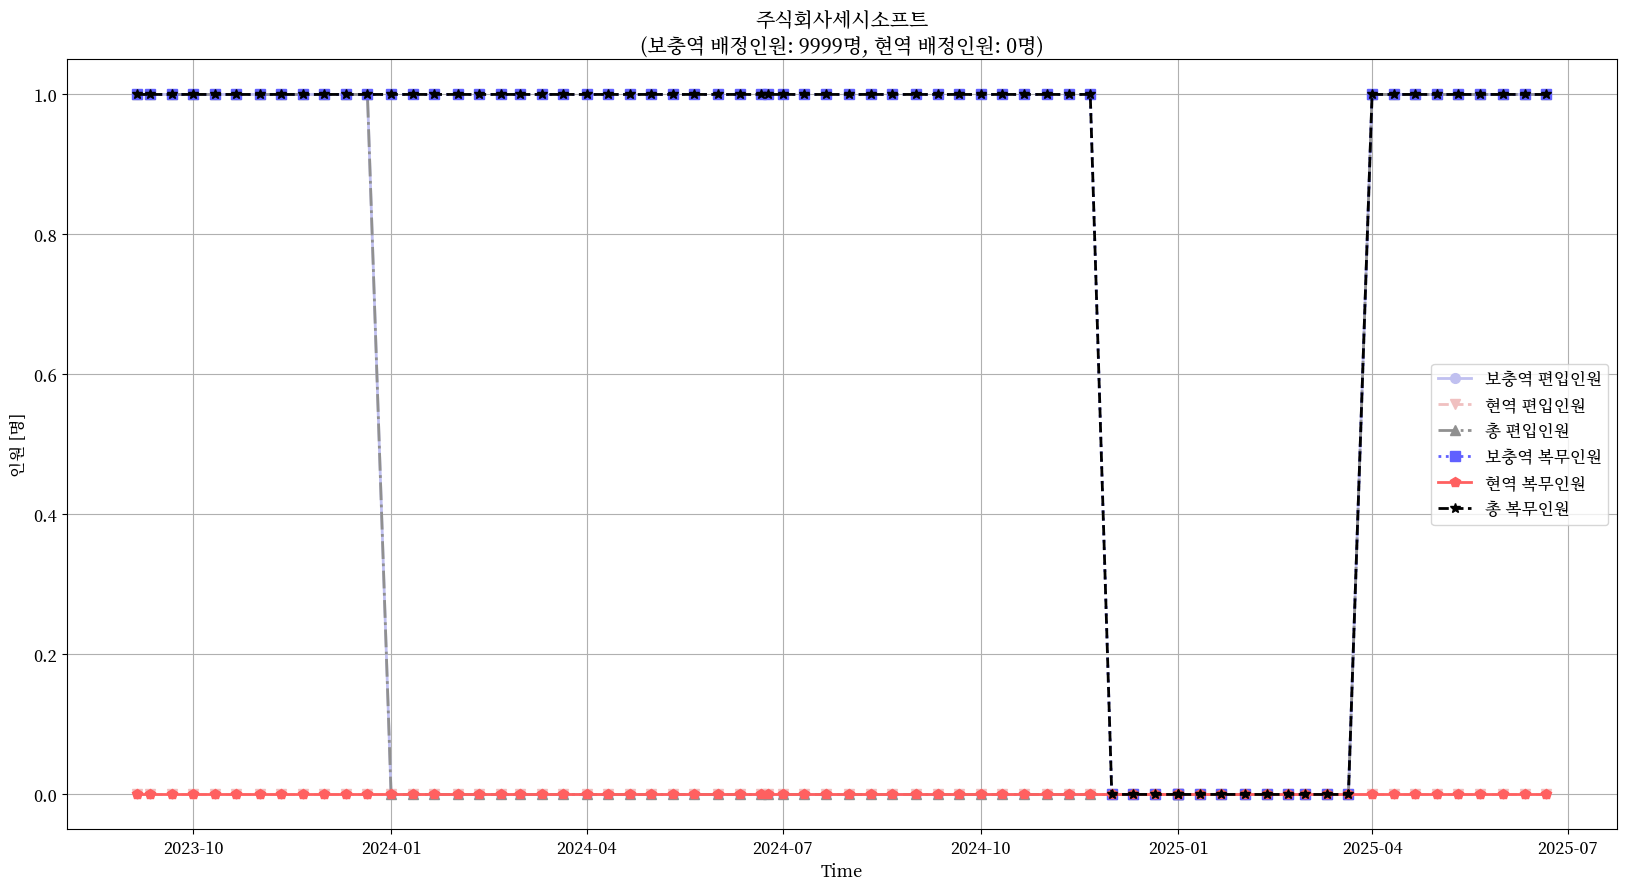 주식회사세시소프트
(보충역 배정인원: 9999명, 현역 배정인원: 0명)
인원 [명]
1.0
0.8
0.6
0.4
0.2
0.0
보충역 편입인원
현역 편입인원
총 편입인원
보충역 복무인원
현역 복무인원
총 복무인원
2023-10
2024-01
2024-04
2024-07
2024-10
2025-01
2025-04
2025-07
Time